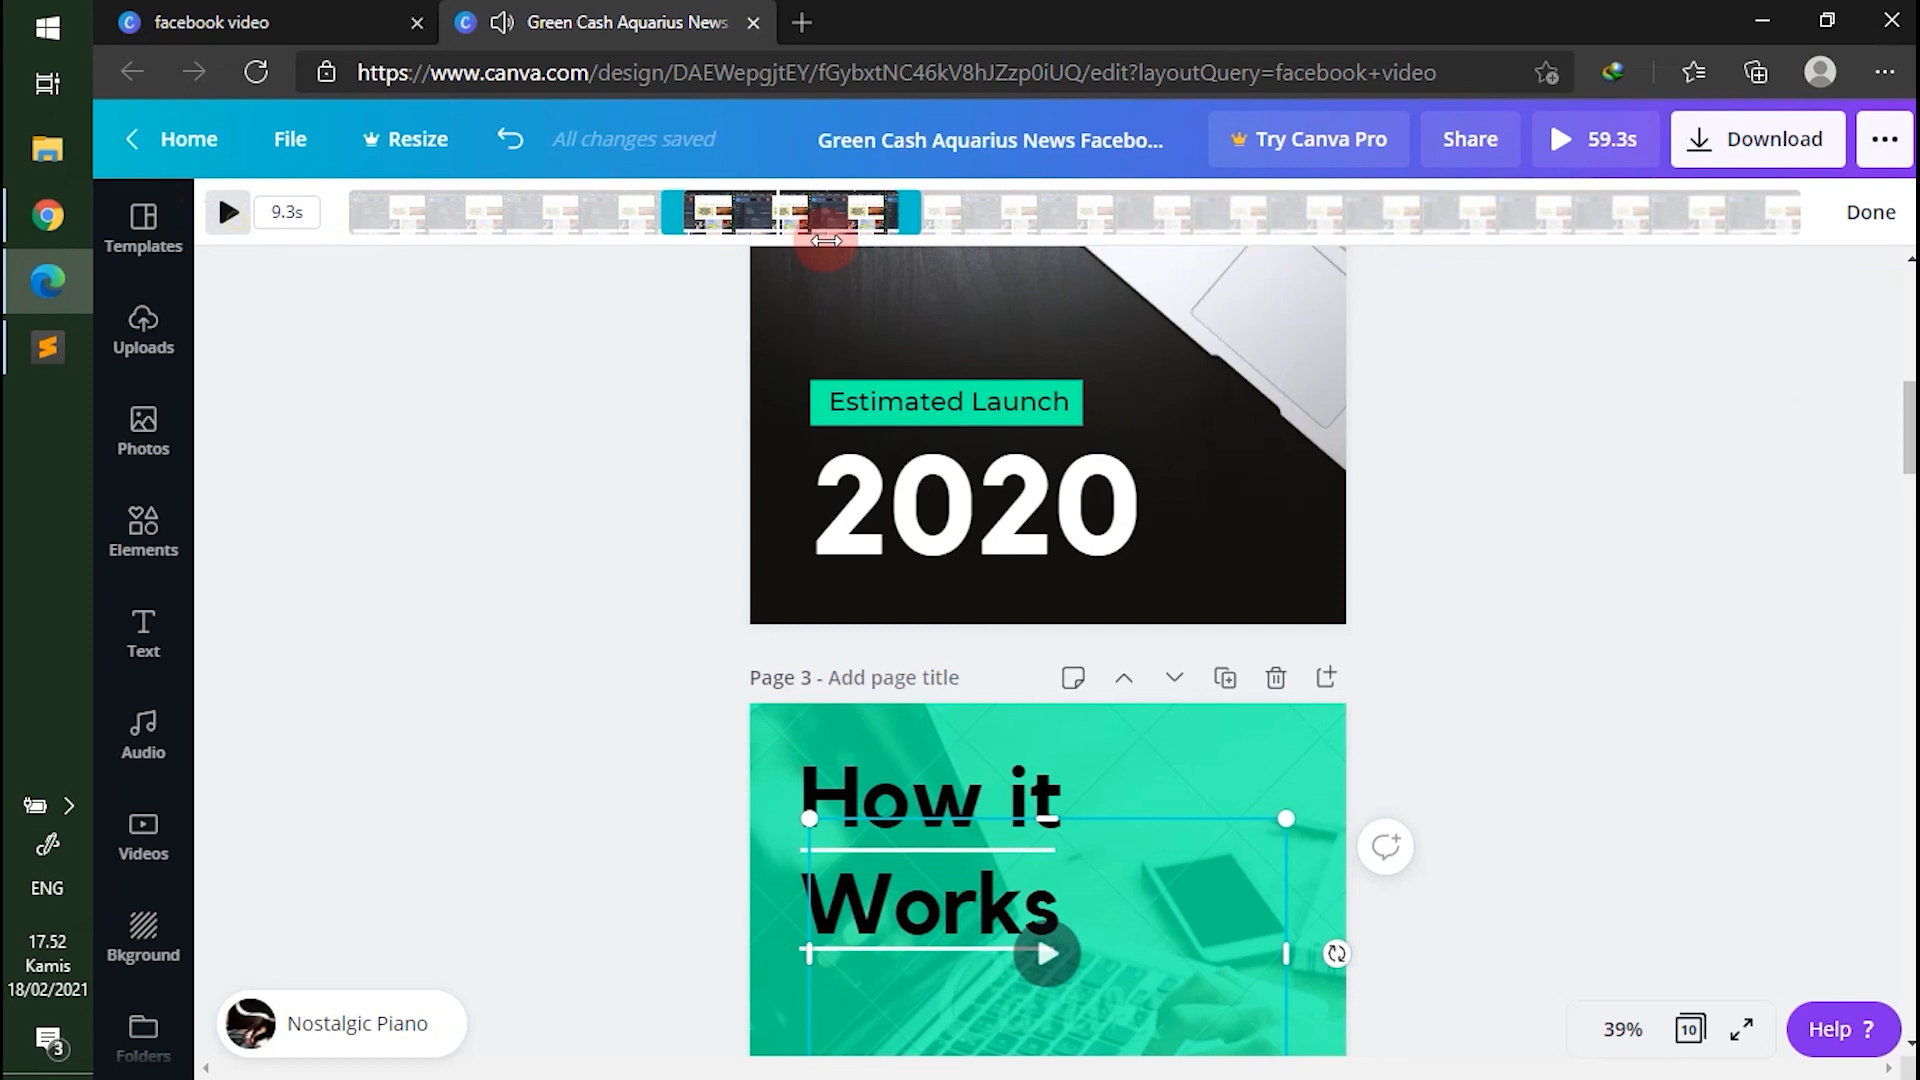 facebook video
Green Cash Aquarius News
https://www.canva.com/design/DAEWepgjtEY/fGybxtNC46kV8hJZzp0iUQ/edit?layoutQuery=facebook+video
Home
File
Resize
All changes saved
Green Cash Aquarius News Facebo...
Try Canva Pro
Share
59.3s
Download
9.3s
Done
Templates
Uploads
Photos
Elements
Text
Audio
Videos
Bkground
Folders
Estimated Launch
2020
Page 3 - Add page title
How it
Works
Nostalgic Piano
39%
10
Help ?
ENG
17.52
Kamis
18/02/2021
3